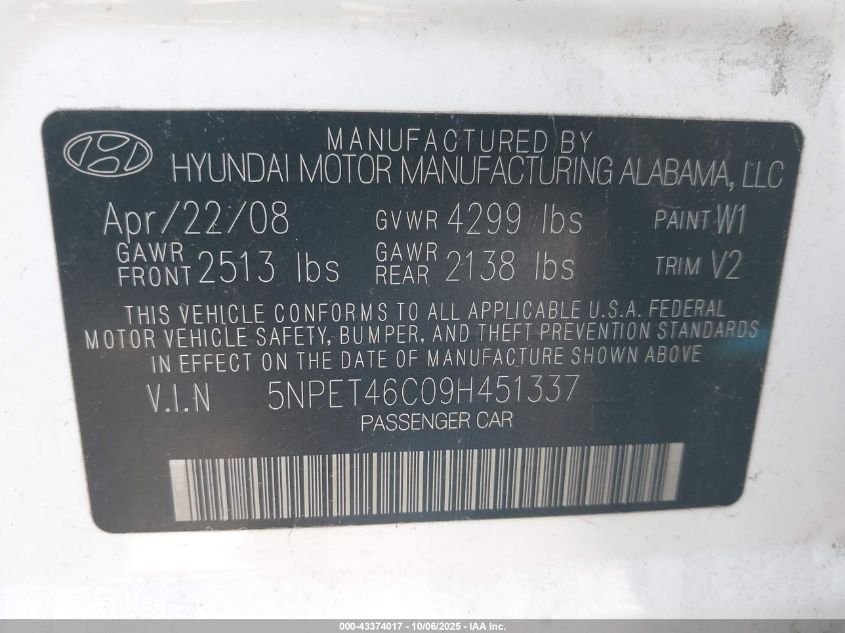 MANUFACTURED BY
HYUNDAI MOTOR MANUFACTURING ALABAMA, LLC
Apr/22/08 GVWR 4299 lbs PAINT W1
GAWR FRONT 2513 lbs GAWR REAR 2138 lbs TRIM V2
THIS VEHICLE CONFORMS TO ALL APPLICABLE U.S.A. FEDERAL
MOTOR VEHICLE SAFETY, BUMPER, AND THEFT PREVENTION STANDARDS
IN EFFECT ON THE DATE OF MANUFACTURE SHOWN ABOVE
V.I.N 5NPET46C09H451337
PASSENGER CAR
000-43374017 - 10/06/2025 - IAA Inc.